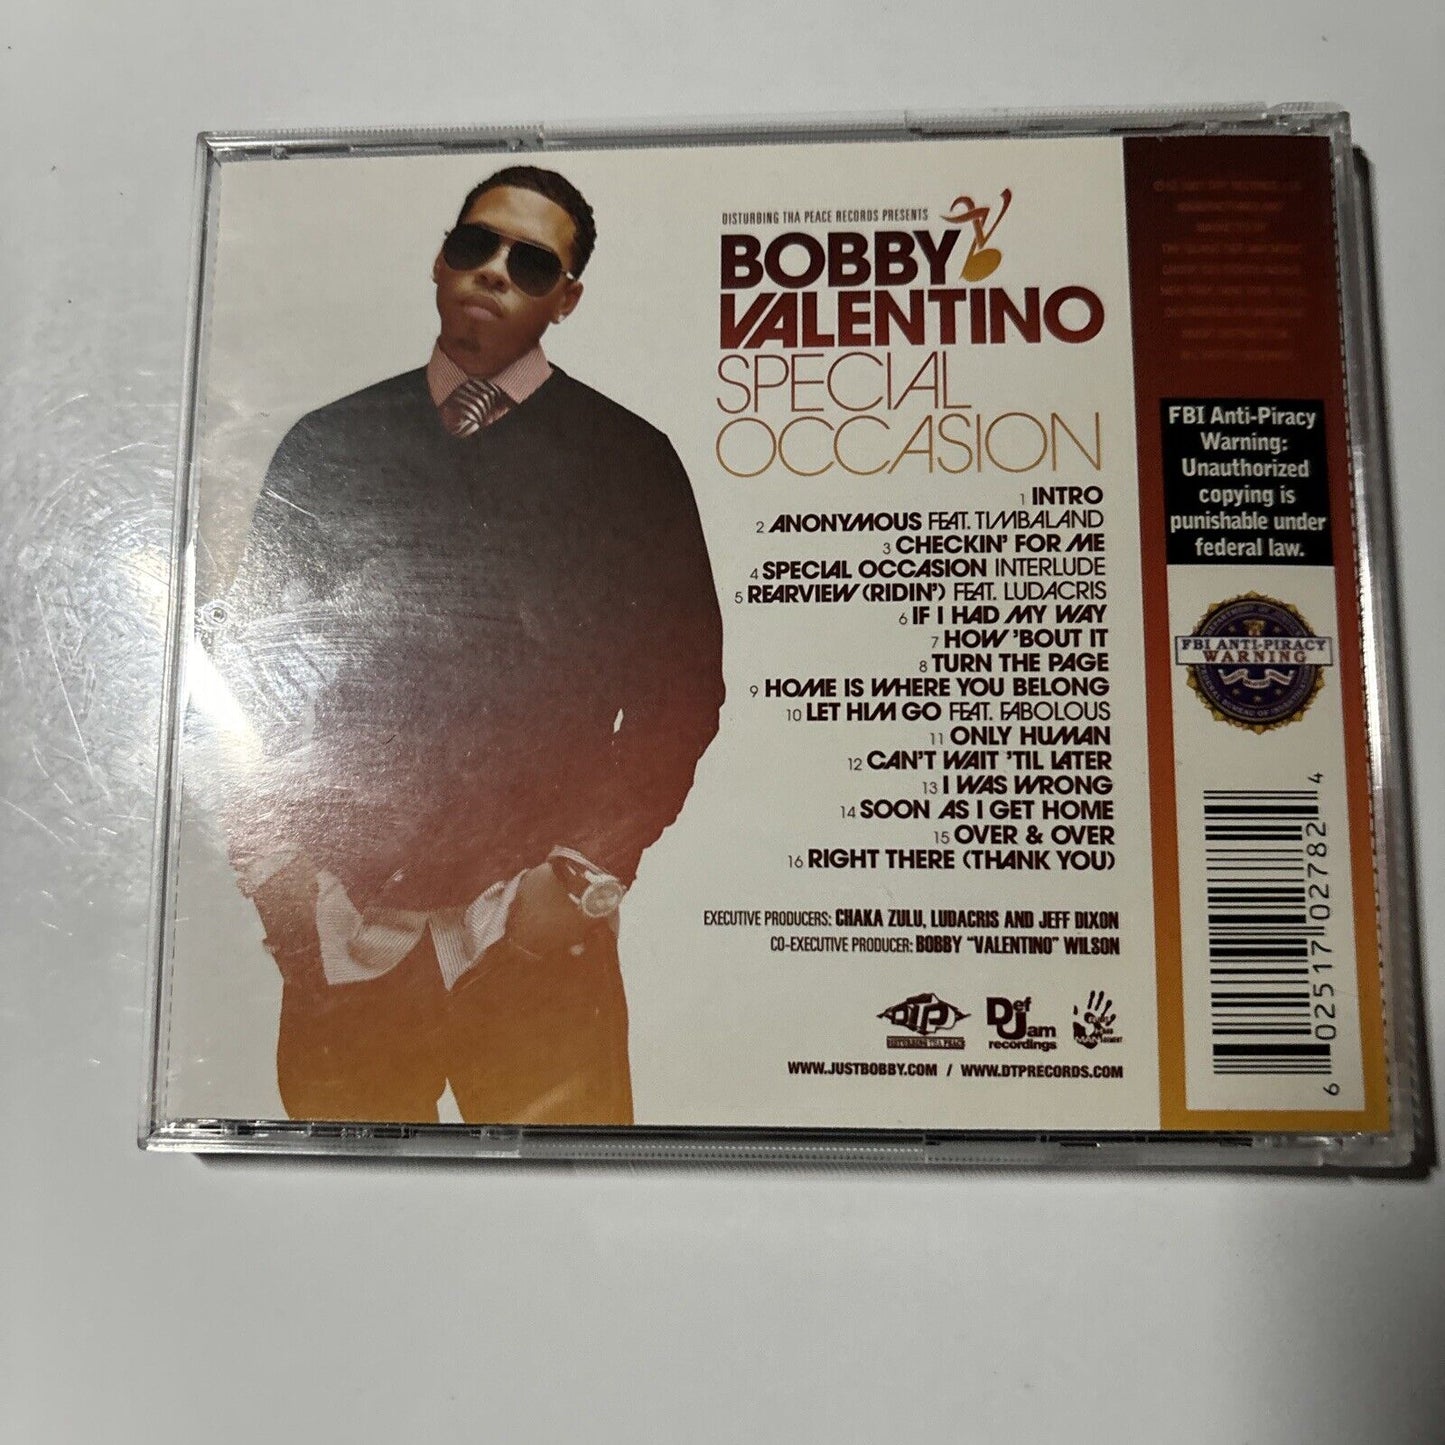 DISTURBING THA PEACE RECORDS PRESENTS
BOBBY
VALENTINO
SPECIAL
OCCASION
1 INTRO
2 ANONYMOUS FEAT. TIMBALAND
3 CHECKIN' FOR ME
4 SPECIAL OCCASION INTERLUDE
5 REARVIEW (RIDIN') FEAT. LUDACRIS
6 IF I HAD MY WAY
7 HOW 'BOUT IT
8 TURN THE PAGE
9 HOME IS WHERE YOU BELONG
10 LET HIM GO FEAT. FABOLOUS
11 ONLY HUMAN
12 CAN'T WAIT 'TIL LATER
13 I WAS WRONG
14 SOON AS I GET HOME
15 OVER & OVER
16 RIGHT THERE (THANK YOU)
EXECUTIVE PRODUCERS: CHAKA ZULU, LUDACRIS AND JEFF DIXON
CO-EXECUTIVE PRODUCER: BOBBY "VALENTINO" WILSON
DTP
DISTURBING THA PEACE
Def
Jam
recordings
WWW.JUSTBOBBY.COM / WWW.DTPRECORDS.COM
FBI Anti-Piracy
Warning:
Unauthorized
copying is
punishable under
federal law.
FBI ANTI-PIRACY
WARNING
6 02517 02782 4